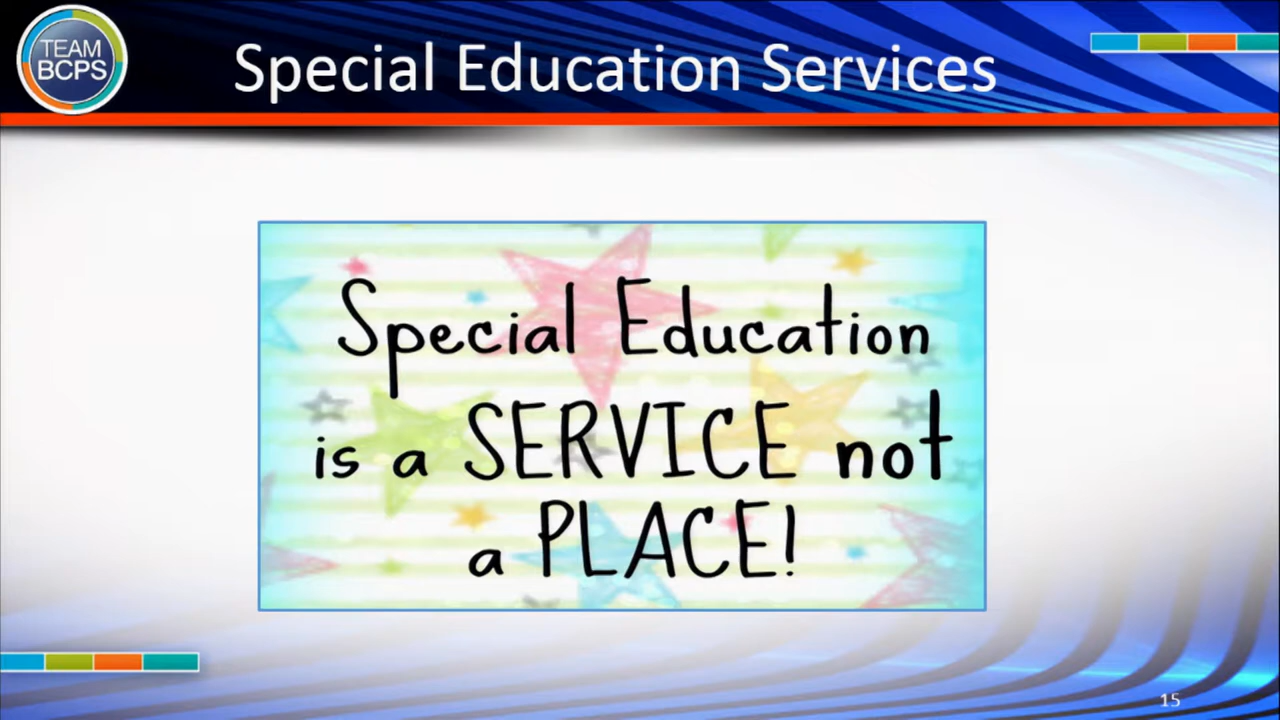 TEAM
BCPS
Special Education Services
Special Education
is a SERVICE not
a PLACE!
15